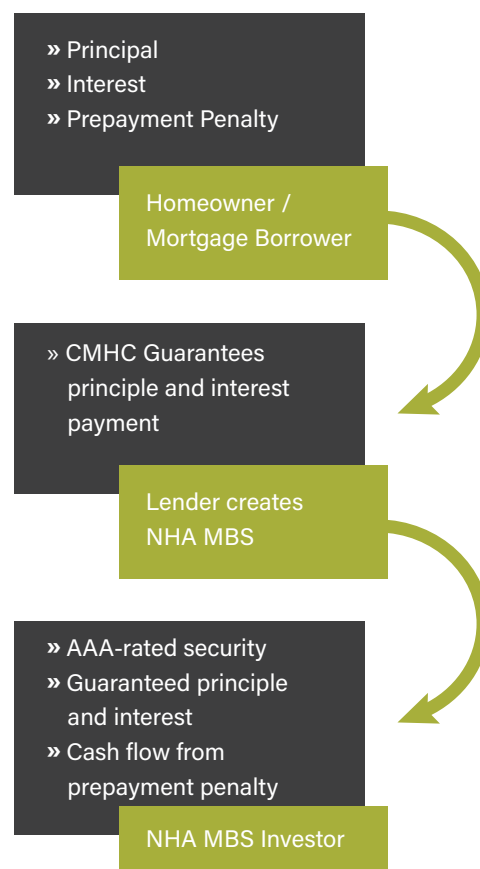 » Principal
» Interest
» Prepayment Penalty
Homeowner /
Mortgage Borrower
» CMHC Guarantees
principle and interest
payment
Lender creates
NHA MBS
» AAA-rated security
» Guaranteed principle
and interest
» Cash flow from
prepayment penalty
NHA MBS Investor